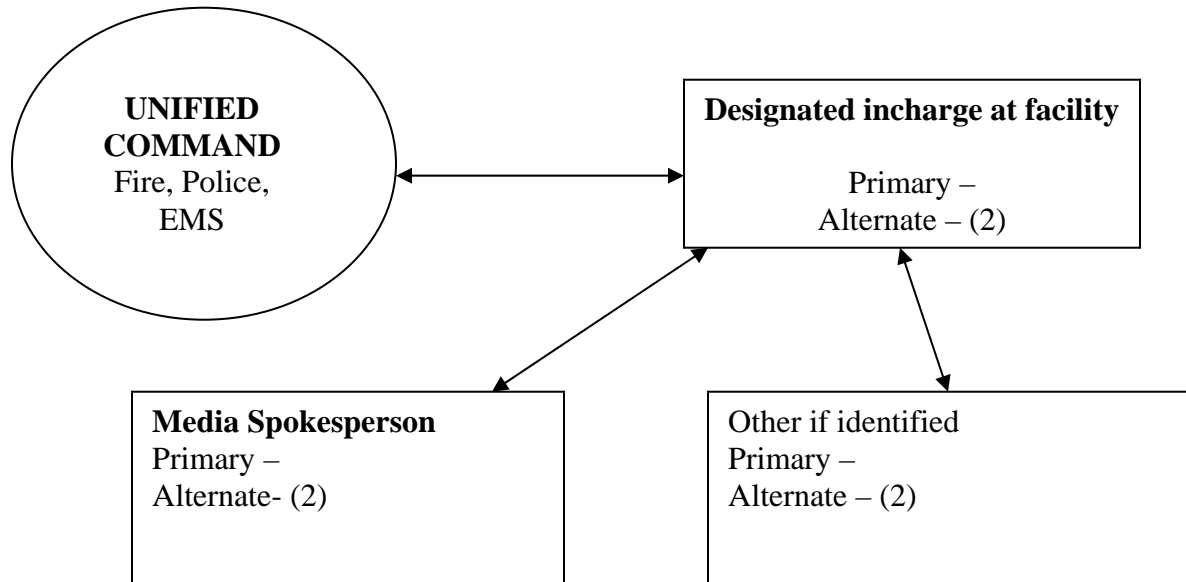 UNIFIED
COMMAND
Fire, Police,
EMS
Designated incharge at facility
Primary –
Alternate – (2)
Media Spokesperson
Primary –
Alternate- (2)
Other if identified
Primary –
Alternate – (2)